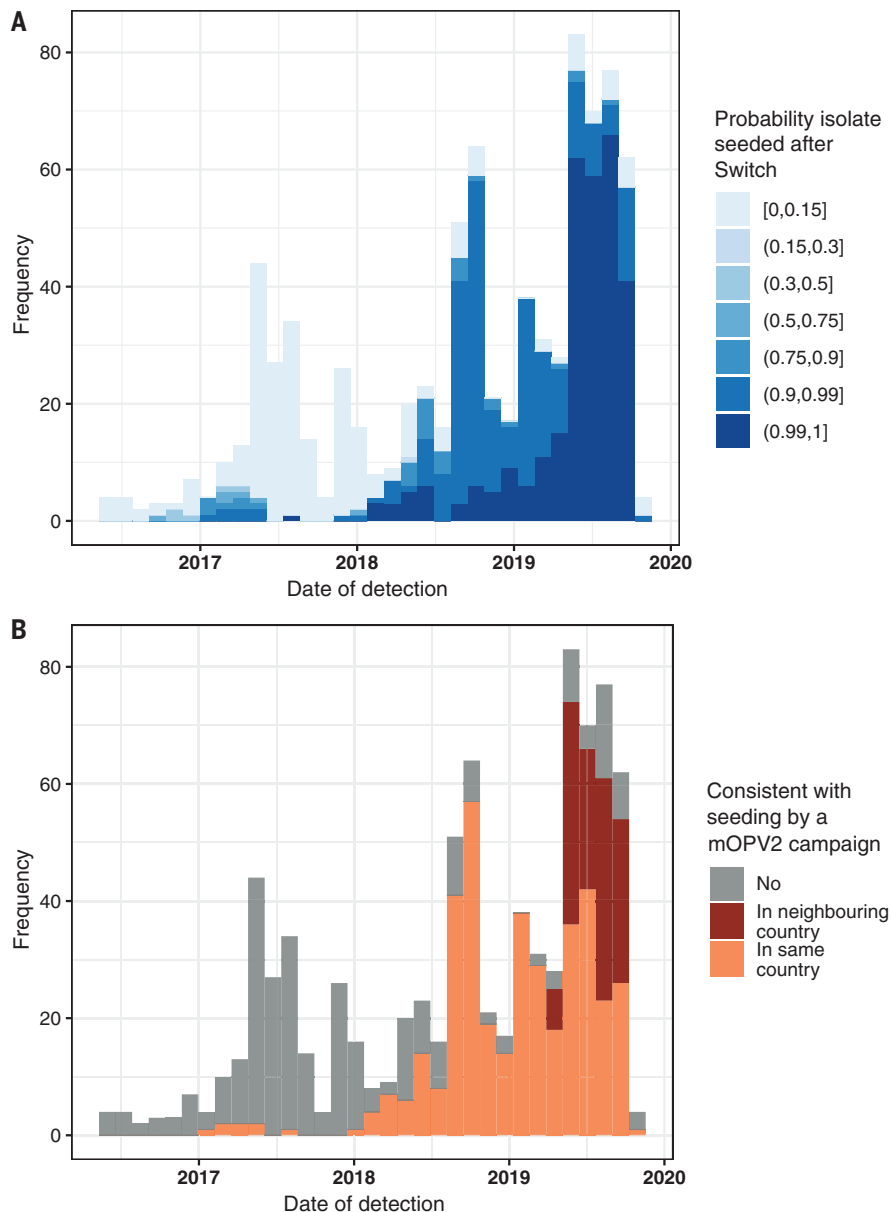 A
80
60
40
20
0
Frequency
2017
2018
2019
2020
Date of detection
Probability isolate
seeded after
Switch
[0,0.15]
(0.15,0.3]
(0.3,0.5]
(0.5,0.75]
(0.75,0.9]
(0.9,0.99]
(0.99,1]
B
80
60
40
20
0
Frequency
2017
2018
2019
2020
Date of detection
Consistent with
seeding by a
mOPV2 campaign
No
In neighbouring
country
In same
country